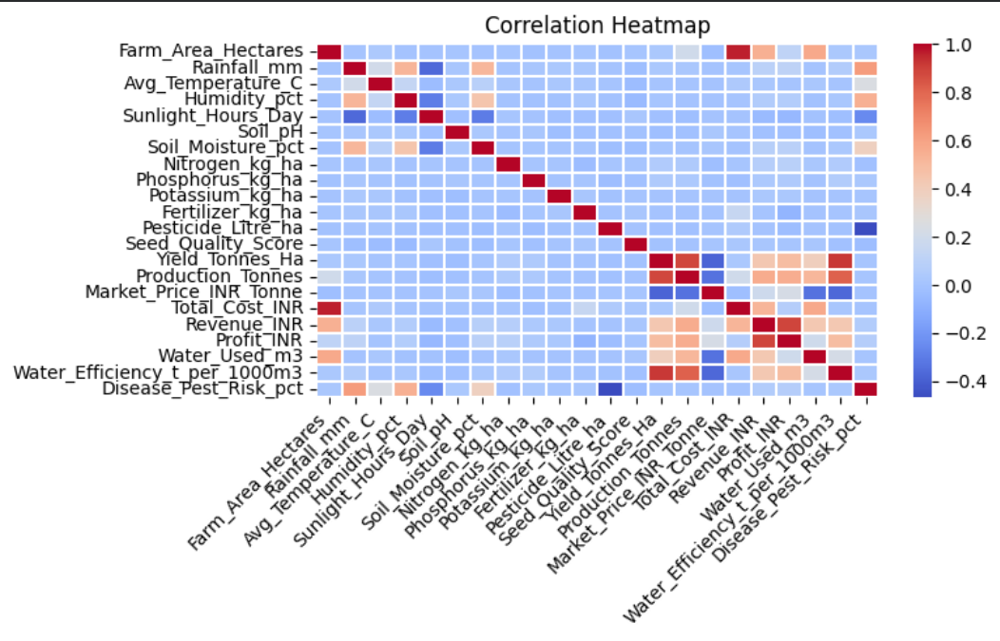 Correlation Heatmap
Farm_Area_Hectares
Rainfall_mm
Avg_Temperature_C
Humidity_pct
Sunlight_Hours_Day
Soil_pH
Soil_Moisture_pct
Nitrogen_kg_ha
Phosphorus_kg_ha
Potassium_kg_ha
Fertilizer_kg_ha
Pesticide_Litre_ha
Seed_Quality_Score
Yield_Tonnes_Ha
Production_Tonnes
Market_Price_INR_Tonne
Total_Cost_INR
Revenue_INR
Profit_INR
Water_Used_m3
Water_Efficiency_t_per_1000m3
Disease_Pest_Risk_pct
Farm_Area_Hectares
Rainfall_mm
Avg_Temperature_C
Humidity_pct
Sunlight_Hours_Day
Soil_pH
Soil_Moisture_pct
Nitrogen_kg_ha
Phosphorus_kg_ha
Potassium_kg_ha
Fertilizer_kg_ha
Pesticide_Litre_ha
Seed_Quality_Score
Yield_Tonnes_Ha
Production_Tonnes
Market_Price_INR_Tonne
Total_Cost_INR
Revenue_INR
Profit_INR
Water_Used_m3
Water_Efficiency_t_per_1000m3
Disease_Pest_Risk_pct
1.0
0.8
0.6
0.4
0.2
0.0
−0.2
−0.4